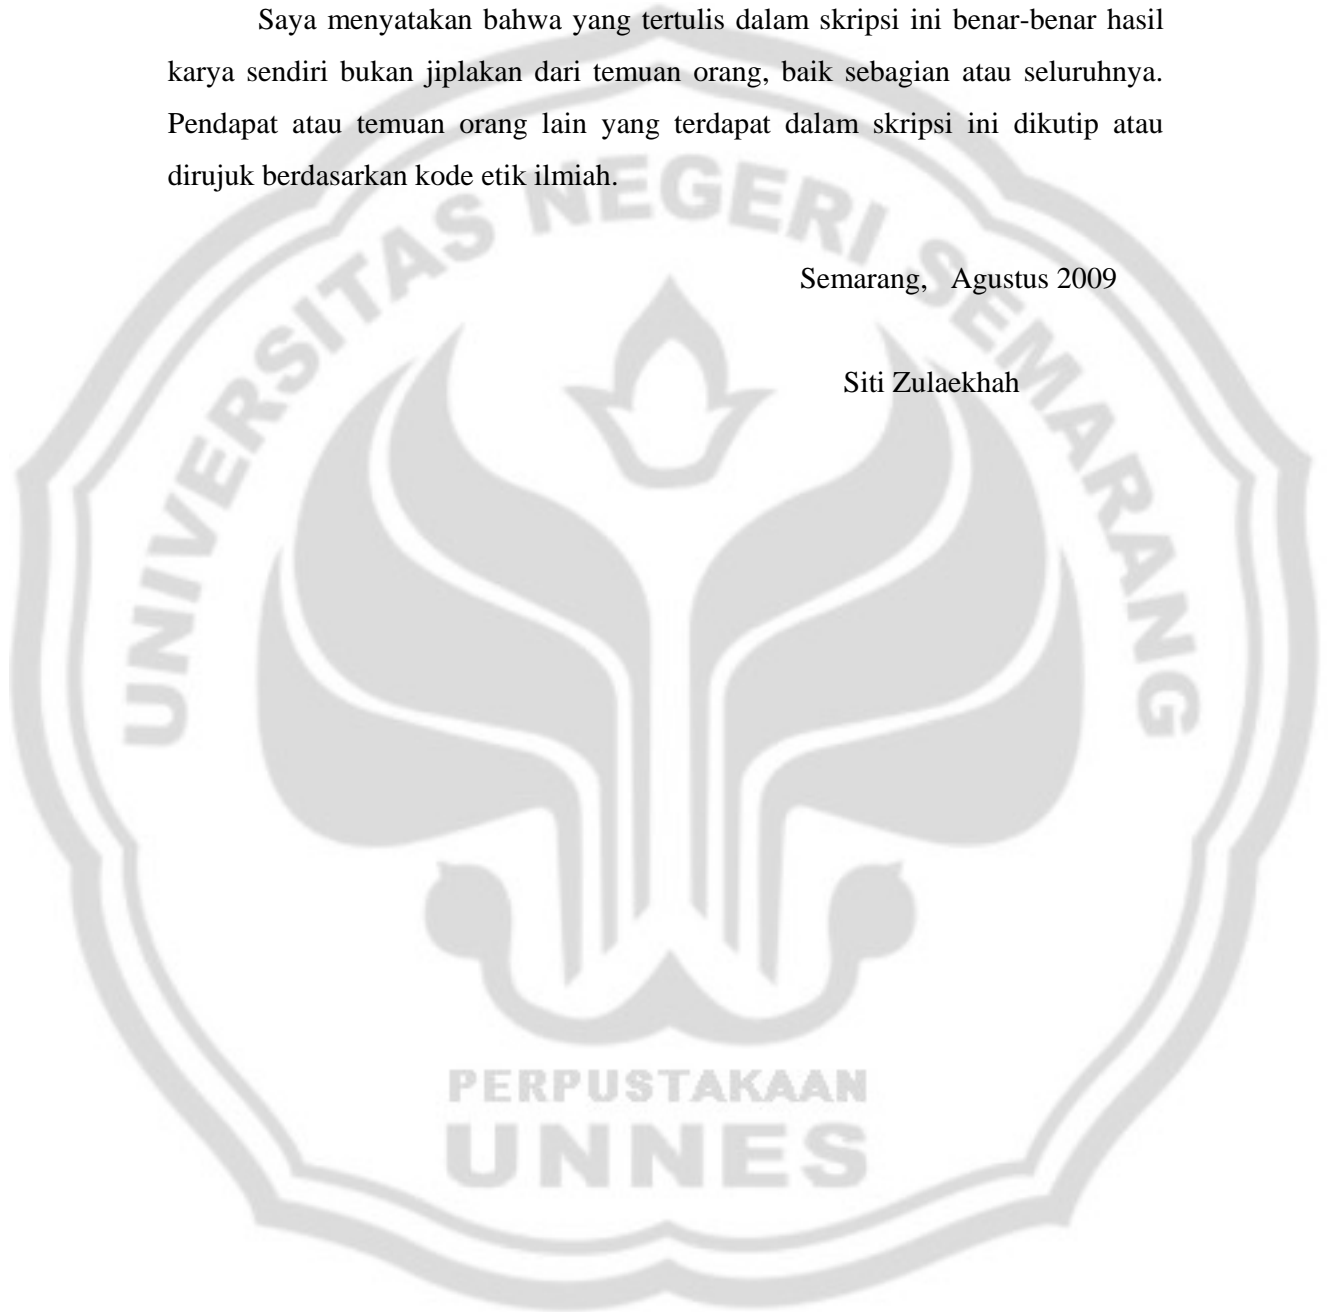 Saya menyatakan bahwa yang tertulis dalam skripsi ini benar-benar hasil
karya sendiri bukan jiplakan dari temuan orang, baik sebagian atau seluruhnya.
Pendapat atau temuan orang lain yang terdapat dalam skripsi ini dikutip atau
dirujuk berdasarkan kode etik ilmiah.
Semarang, Agustus 2009
Siti Zulaekhah
UNIVERSITAS NEGERI SEMARANG
PERPUSTAKAAN
UNNES